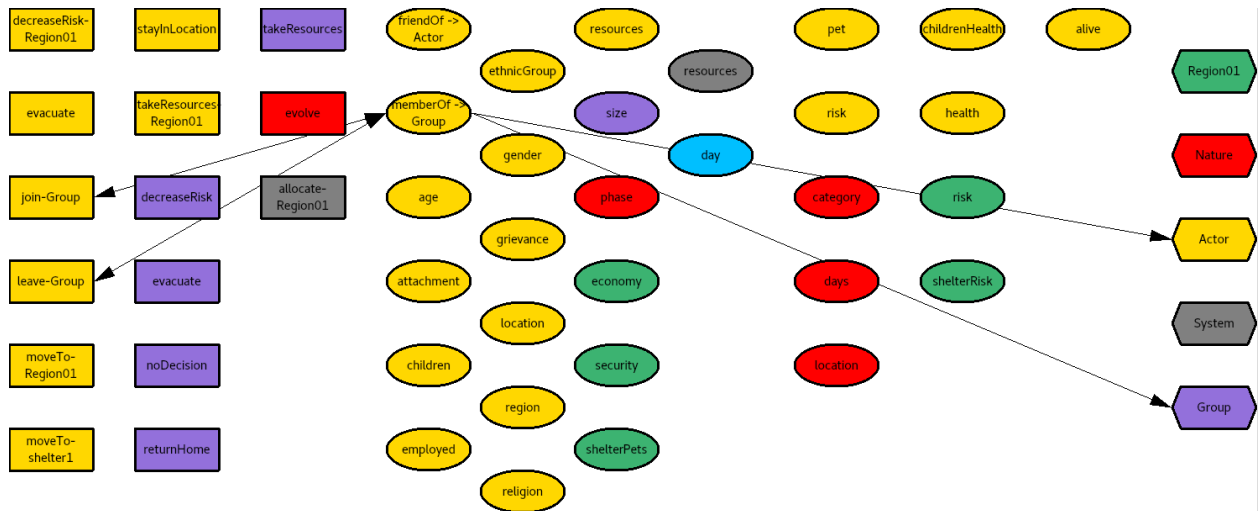 decreaseRisk-
Region01
stayInLocation
takeResources
friendOf ->
Actor
resources
pet
childrenHealth
alive
ethnicGroup
resources
Region01
evacuate
takeResources-
Region01
evolve
memberOf ->
Group
size
risk
health
gender
day
Nature
join-Group
decreaseRisk
allocate-
Region01
age
phase
category
risk
grievance
Actor
leave-Group
evacuate
attachment
economy
days
shelterRisk
location
System
moveTo-
Region01
noDecision
children
security
location
region
Group
moveTo-
shelter1
returnHome
employed
shelterPets
religion